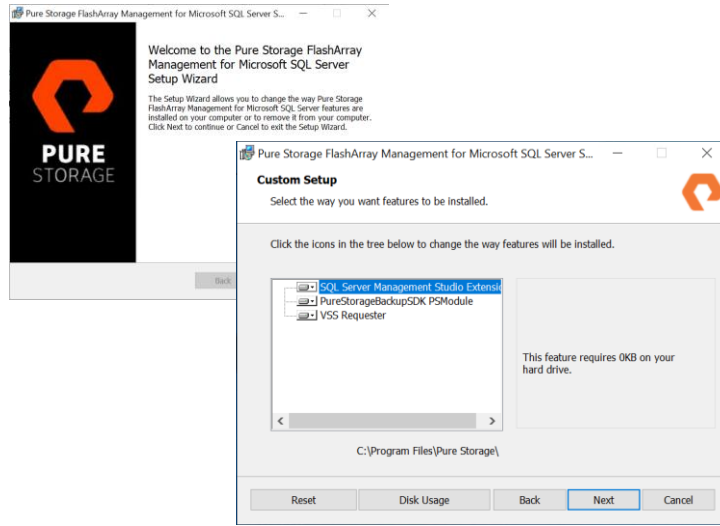 Pure Storage FlashArray Management for Microsoft SQL Server S...
Welcome to the Pure Storage FlashArray
Management for Microsoft SQL Server
Setup Wizard
The Setup Wizard allows you to change the way Pure Storage
FlashArray Management for Microsoft SQL Server features are
installed on your computer or to remove it from your computer.
Click Next to continue or Cancel to exit the Setup Wizard.
PURE
STORAGE
Back
Pure Storage FlashArray Management for Microsoft SQL Server S...
Custom Setup
Select the way you want features to be installed.
Click the icons in the tree below to change the way features will be installed.
SQL Server Management Studio Extensio
PureStorageBackupSDK PSModule
VSS Requester
This feature requires 0KB on your
hard drive.
C:\Program Files\Pure Storage\
Reset
Disk Usage
Back
Next
Cancel